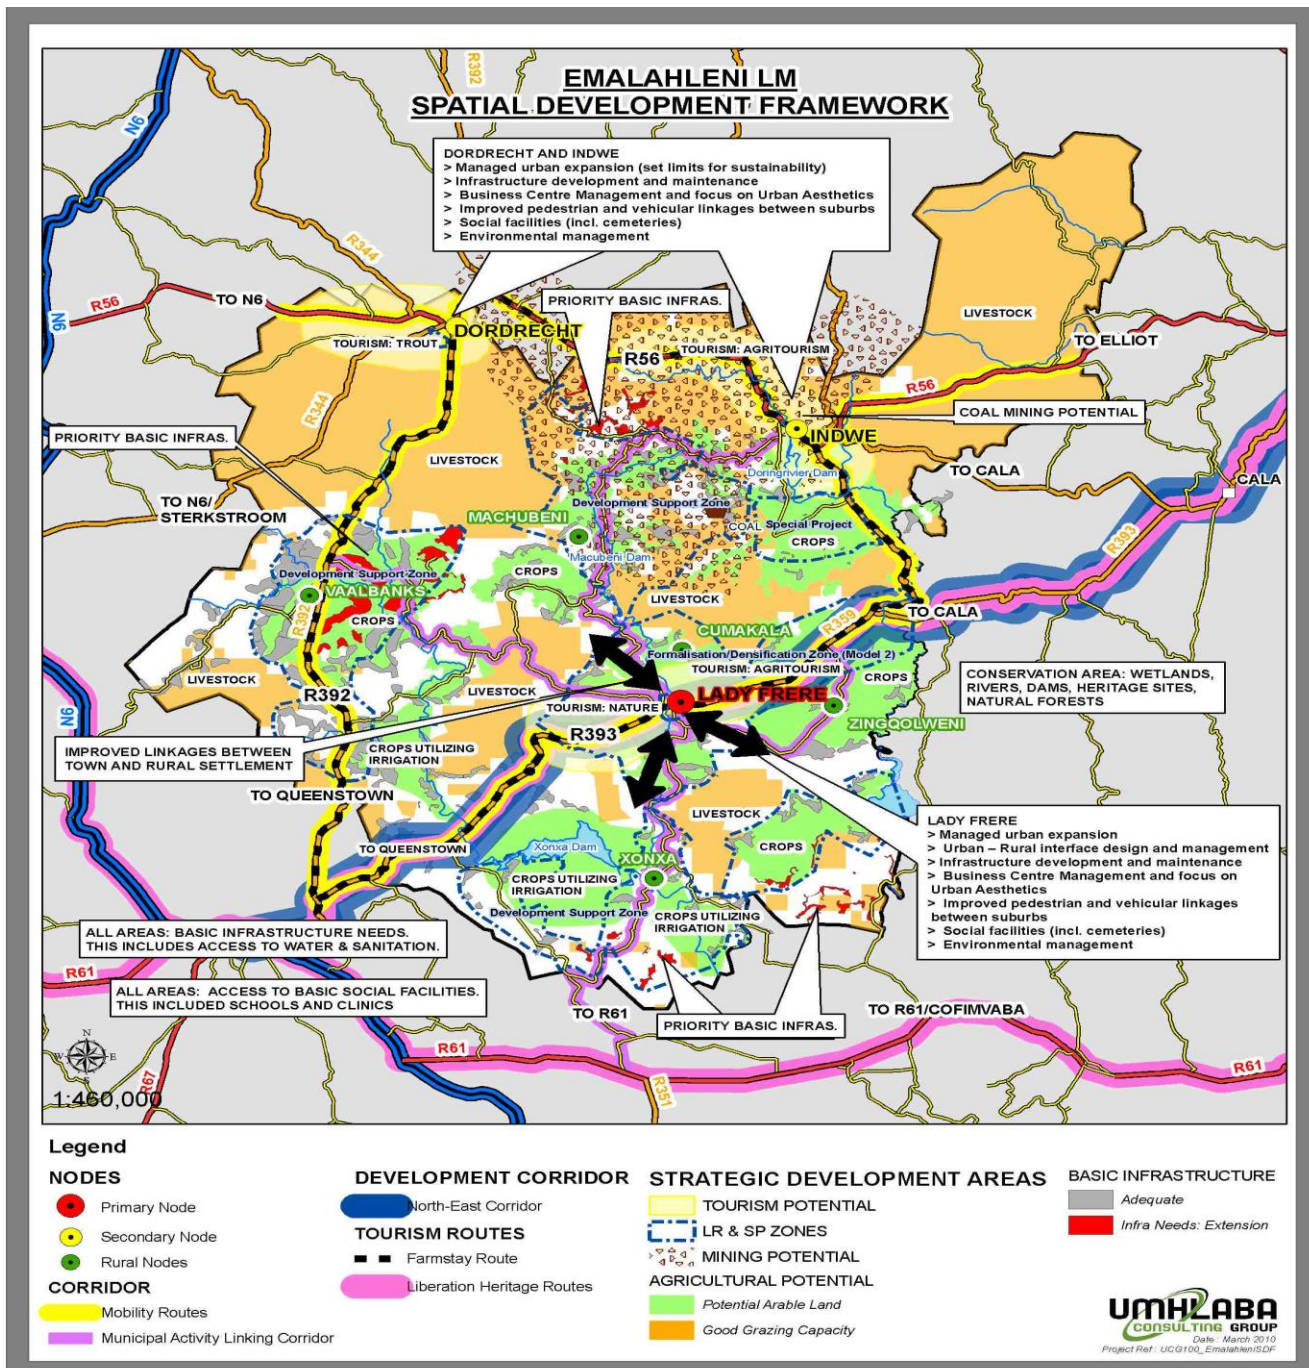 EMALAHLENI LM
SPATIAL DEVELOPMENT FRAMEWORK
N6
R392
DORDRECHT AND INDWE
> Managed urban expansion (set limits for sustainability)
> Infrastructure development and maintenance
> Business Centre Management and focus on Urban Aesthetics
> Improved pedestrian and vehicular linkages between suburbs
> Social facilities (incl. cemeteries)
> Environmental management
R344
R56
TO N6
N6
DORDRECHT
TOURISM: TROUT
PRIORITY BASIC INFRAS.
R56
TOURISM: AGRITOURISM
LIVESTOCK
TO ELLIOT
R56
R344
COAL MINING POTENTIAL
PRIORITY BASIC INFRAS.
INDWE
LIVESTOCK
Doringrivier Dam
TO CALA
CALA
TO N6/
STERKSTROOM
Development Support Zone
MACHUBENI
COAL
Special Project
CROPS
R393
Macubeni Dam
Development Support Zone
VAALBANKS
CROPS
LIVESTOCK
R392
CROPS
TO CALA
R359
CUMAKALA
Formalisation/Densification Zone (Model 2)
TOURISM: AGRITOURISM
LIVESTOCK
CROPS
CONSERVATION AREA: WETLANDS,
RIVERS, DAMS, HERITAGE SITES,
NATURAL FORESTS
R392
LIVESTOCK
LADY FRERE
TOURISM: NATURE
ZINGQOLWENI
N6
R393
IMPROVED LINKAGES BETWEEN
TOWN AND RURAL SETTLEMENT
CROPS UTILIZING
IRRIGATION
TO QUEENSTOWN
LIVESTOCK
LADY FRERE
> Managed urban expansion
> Urban – Rural interface design and management
> Infrastructure development and maintenance
> Business Centre Management and focus on
Urban Aesthetics
> Improved pedestrian and vehicular linkages
between suburbs
> Social facilities (incl. cemeteries)
> Environmental management
TO QUEENSTOWN
Xonxa Dam
CROPS
XONXA
CROPS UTILIZING
IRRIGATION
Development Support Zone
CROPS UTILIZING
IRRIGATION
ALL AREAS: BASIC INFRASTRUCTURE NEEDS.
THIS INCLUDES ACCESS TO WATER & SANITATION.
R61
ALL AREAS: ACCESS TO BASIC SOCIAL FACILITIES.
THIS INCLUDED SCHOOLS AND CLINICS
TO R61
PRIORITY BASIC INFRAS.
TO R61/COFIMVABA
N
W
E
S
R61
R61
R67
R351
1:460,000
Legend
NODES
Primary Node
Secondary Node
Rural Nodes
CORRIDOR
Mobility Routes
Municipal Activity Linking Corridor
DEVELOPMENT CORRIDOR
North-East Corridor
TOURISM ROUTES
Farmstay Route
Liberation Heritage Routes
STRATEGIC DEVELOPMENT AREAS
TOURISM POTENTIAL
LR & SP ZONES
MINING POTENTIAL
AGRICULTURAL POTENTIAL
Potential Arable Land
Good Grazing Capacity
BASIC INFRASTRUCTURE
Adequate
Infra Needs: Extension
UMHLABA
CONSULTING GROUP
Date : March 2010
Project Ref : UCG100_EmalahleniSDF